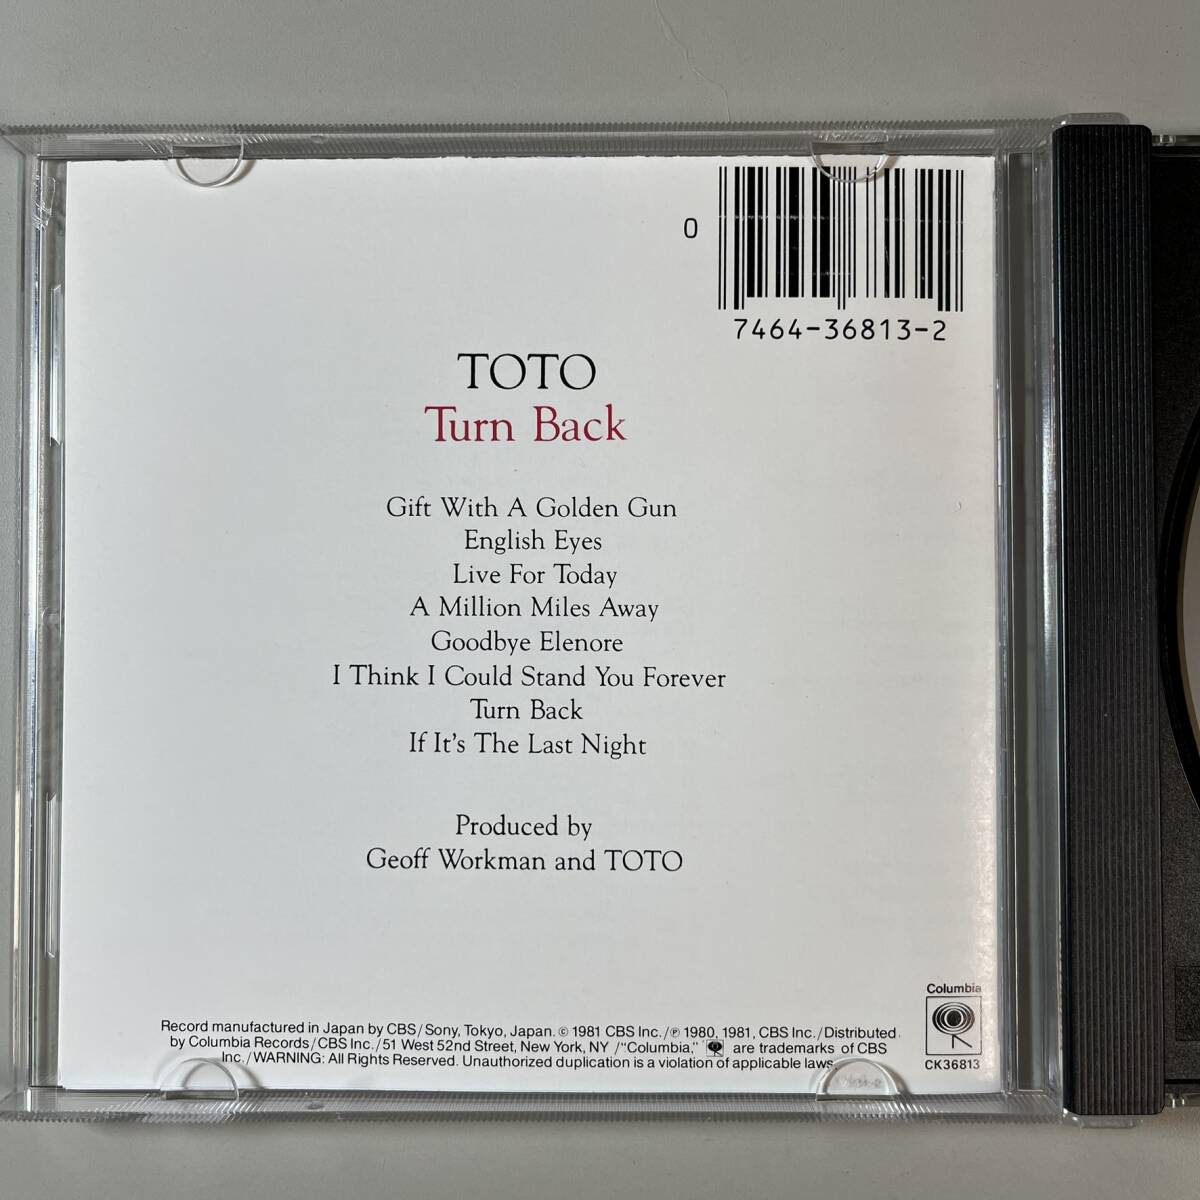 0
7464-36813-2
TOTO
Turn Back
Gift With A Golden Gun
English Eyes
Live For Today
A Million Miles Away
Goodbye Elenore
I Think I Could Stand You Forever
Turn Back
If It's The Last Night
Produced by
Geoff Workman and TOTO
Columbia
CK36813
Record manufactured in Japan by CBS/Sony, Tokyo, Japan. © 1981 CBS Inc./℗ 1980, 1981, CBS Inc./Distributed
by Columbia Records/CBS Inc./51 West 52nd Street, New York, NY /"Columbia," are trademarks of CBS
Inc./WARNING: All Rights Reserved. Unauthorized duplication is a violation of applicable laws.